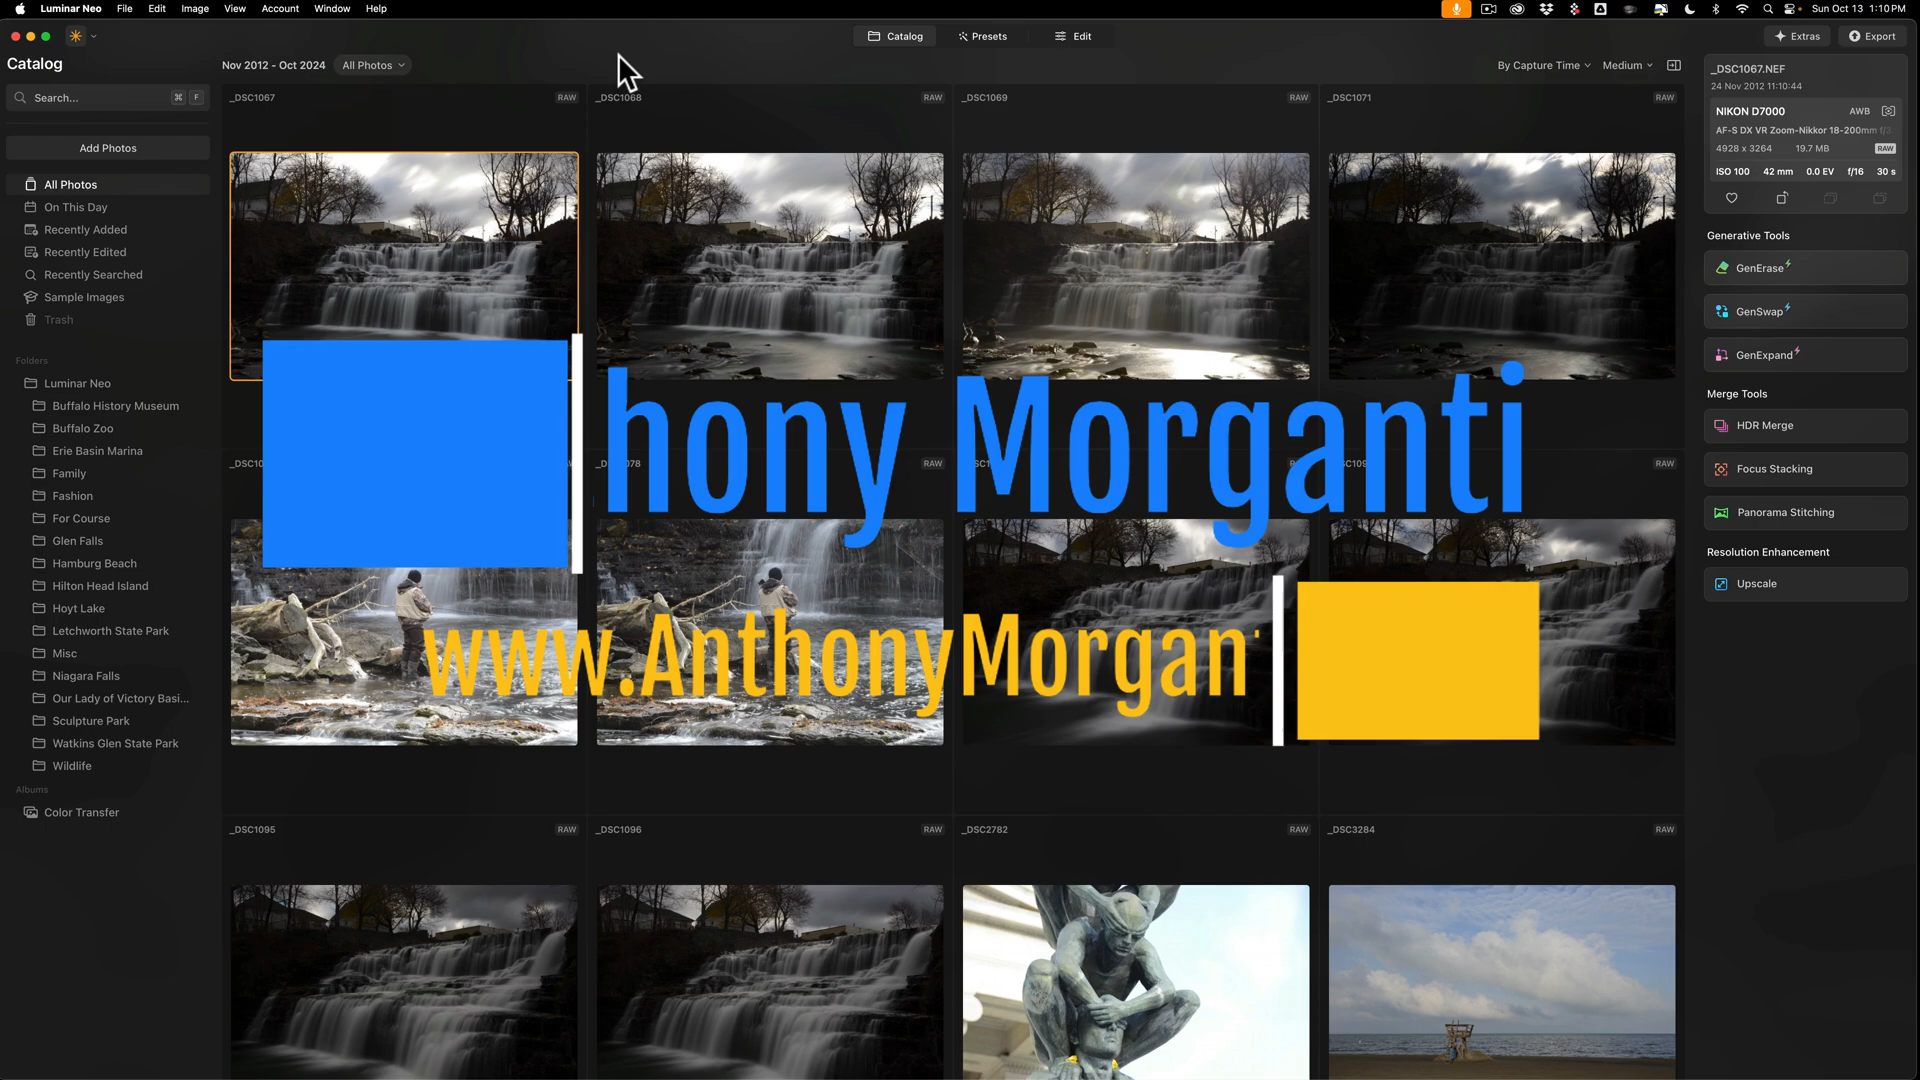 Luminar Neo File Edit Image View Account Window Help
Sun Oct 13 1:10 PM
Catalog Presets Edit
Extras Export
Catalog
Nov 2012 - Oct 2024 All Photos
By Capture Time Medium
Search... ⌘ F
Add Photos
All Photos
On This Day
Recently Added
Recently Edited
Recently Searched
Sample Images
Trash
Folders
Luminar Neo
Buffalo History Museum
Buffalo Zoo
Erie Basin Marina
Family
Fashion
For Course
Glen Falls
Hamburg Beach
Hilton Head Island
Hoyt Lake
Letchworth State Park
Misc
Niagara Falls
Our Lady of Victory Basi...
Sculpture Park
Watkins Glen State Park
Wildlife
Albums
Color Transfer
_DSC1067 RAW
_DSC1068 RAW
_DSC1069 RAW
_DSC1071 RAW
RAW
RAW
hony Morganti
www.AnthonyMorgan
_DSC1095 RAW
_DSC1096 RAW
_DSC2782 RAW
_DSC3284 RAW
_DSC1067.NEF
24 Nov 2012 11:10:44
NIKON D7000 AWB
AF-S DX VR Zoom-Nikkor 18-200mm
4928 x 3264 19.7 MB RAW
ISO 100 42 mm 0.0 EV f/16 30 s
Generative Tools
GenErase
GenSwap
GenExpand
Merge Tools
HDR Merge
Focus Stacking
Panorama Stitching
Resolution Enhancement
Upscale